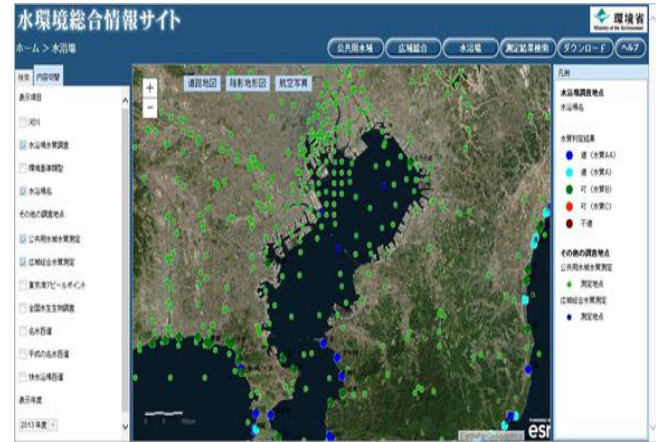 水環境総合情報サイト
環境省
Ministry of the Environment
ホーム > 水浴場
公共用水域
広域総合
水浴場
測定結果検索
ダウンロード
ヘルプ
検索
内容切替
表示項目
河川
水浴場水質調査
環境基準類型
水浴場名
その他の調査地点
公共用水域水質測定
広域総合水質測定
東京湾アピールポイント
全国水生生物調査
名水百選
平成の名水百選
快水浴場百選
表示年度
2013 年度
+
−
道路地図
陰影地形図
航空写真
POWERED BY
esri
凡例
水浴場調査地点
水浴場名
水質判定結果
適（水質AA）
適（水質A）
可（水質B）
可（水質C）
不適
その他の調査地点
公共用水域水質測定
測定地点
広域総合水質測定
測定地点